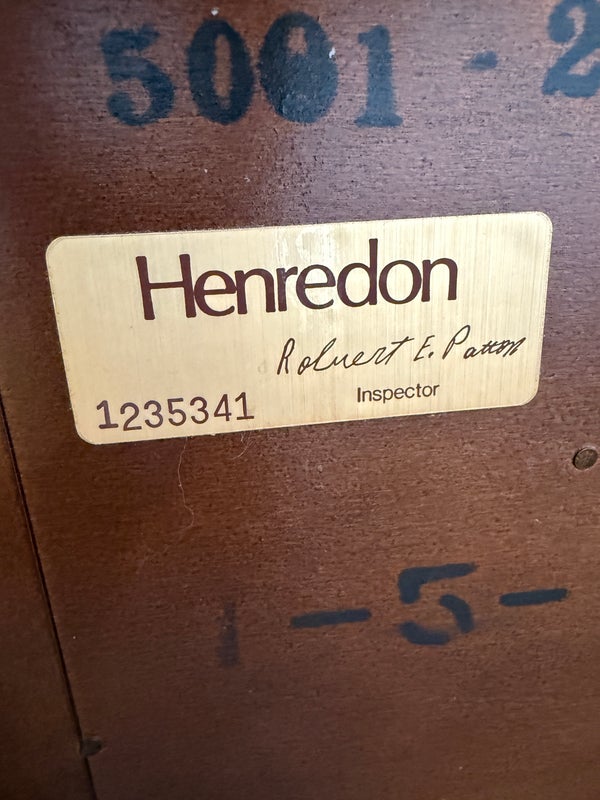 5001-2
Henredon
Robert E. Patton
Inspector
1235341
1-5-